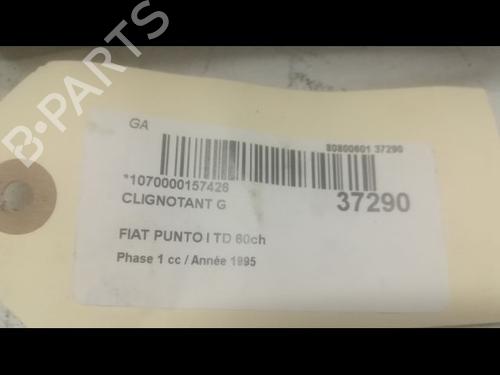 B-PARTS
GA
80800601 37290
*1070000157426
CLIGNOTANT G
37290
FIAT PUNTO I TD 60ch
Phase 1 cc / Année 1995